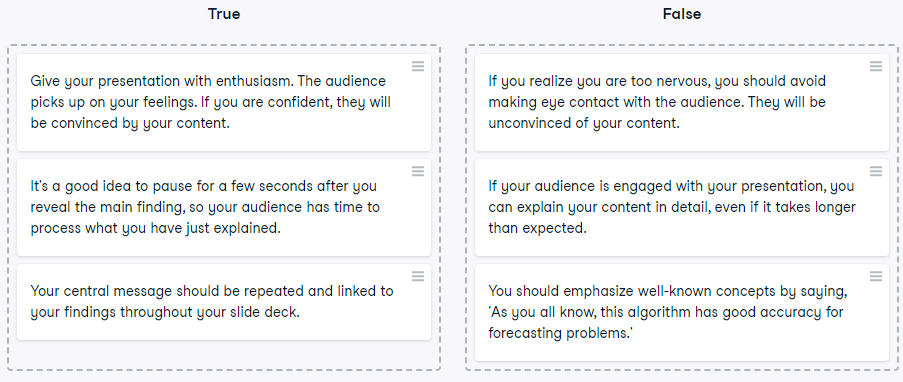 True
Give your presentation with enthusiasm. The audience
picks up on your feelings. If you are confident, they will
be convinced by your content.
It's a good idea to pause for a few seconds after you
reveal the main finding, so your audience has time to
process what you have just explained.
Your central message should be repeated and linked to
your findings throughout your slide deck.
False
If you realize you are too nervous, you should avoid
making eye contact with the audience. They will be
unconvinced of your content.
If your audience is engaged with your presentation, you
can explain your content in detail, even if it takes longer
than expected.
You should emphasize well-known concepts by saying,
'As you all know, this algorithm has good accuracy for
forecasting problems.'